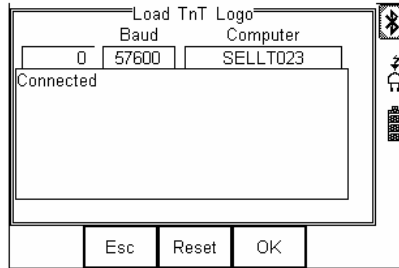 Load TnT Logo
Baud Computer
0 57600 SELLT023
Connected
Esc Reset OK